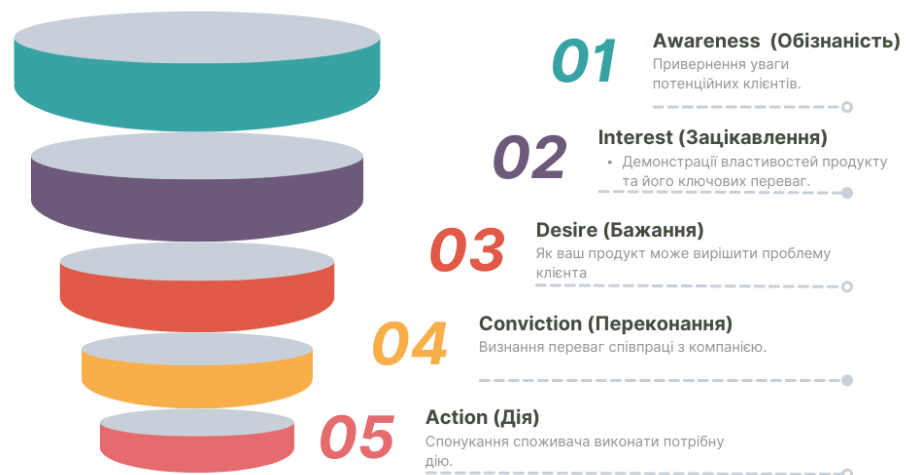 01
Awareness (Обізнаність)
Привернення уваги
потенційних клієнтів.
02
Interest (Зацікавлення)
• Демонстрації властивостей продукту
та його ключових переваг.
03
Desire (Бажання)
Як ваш продукт може вирішити проблему
клієнта
04
Conviction (Переконання)
Визнання переваг співпраці з компанією.
05
Action (Дія)
Спонукання споживача виконати потрібну
дію.